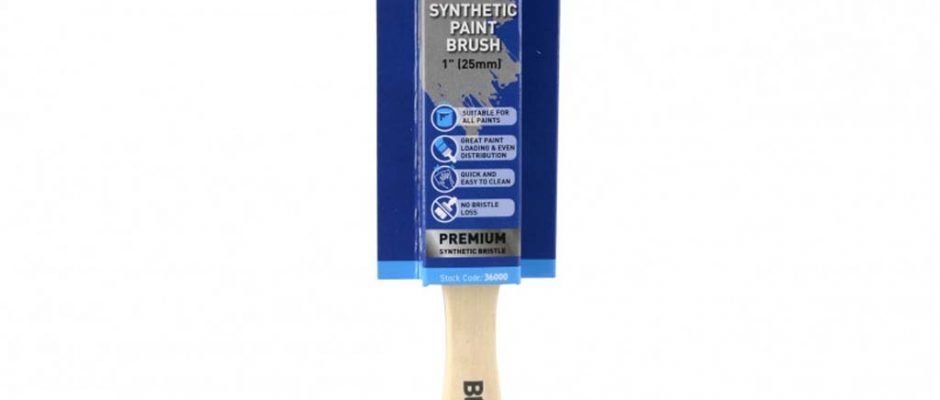 SYNTHETIC
PAINT
BRUSH
1" (25mm)
SUITABLE FOR
ALL PAINTS
GREAT PAINT
LOADING & EVEN
DISTRIBUTION
QUICK AND
EASY TO CLEAN
NO BRISTLE
LOSS
PREMIUM
SYNTHETIC BRISTLE
Stock Code: 36000